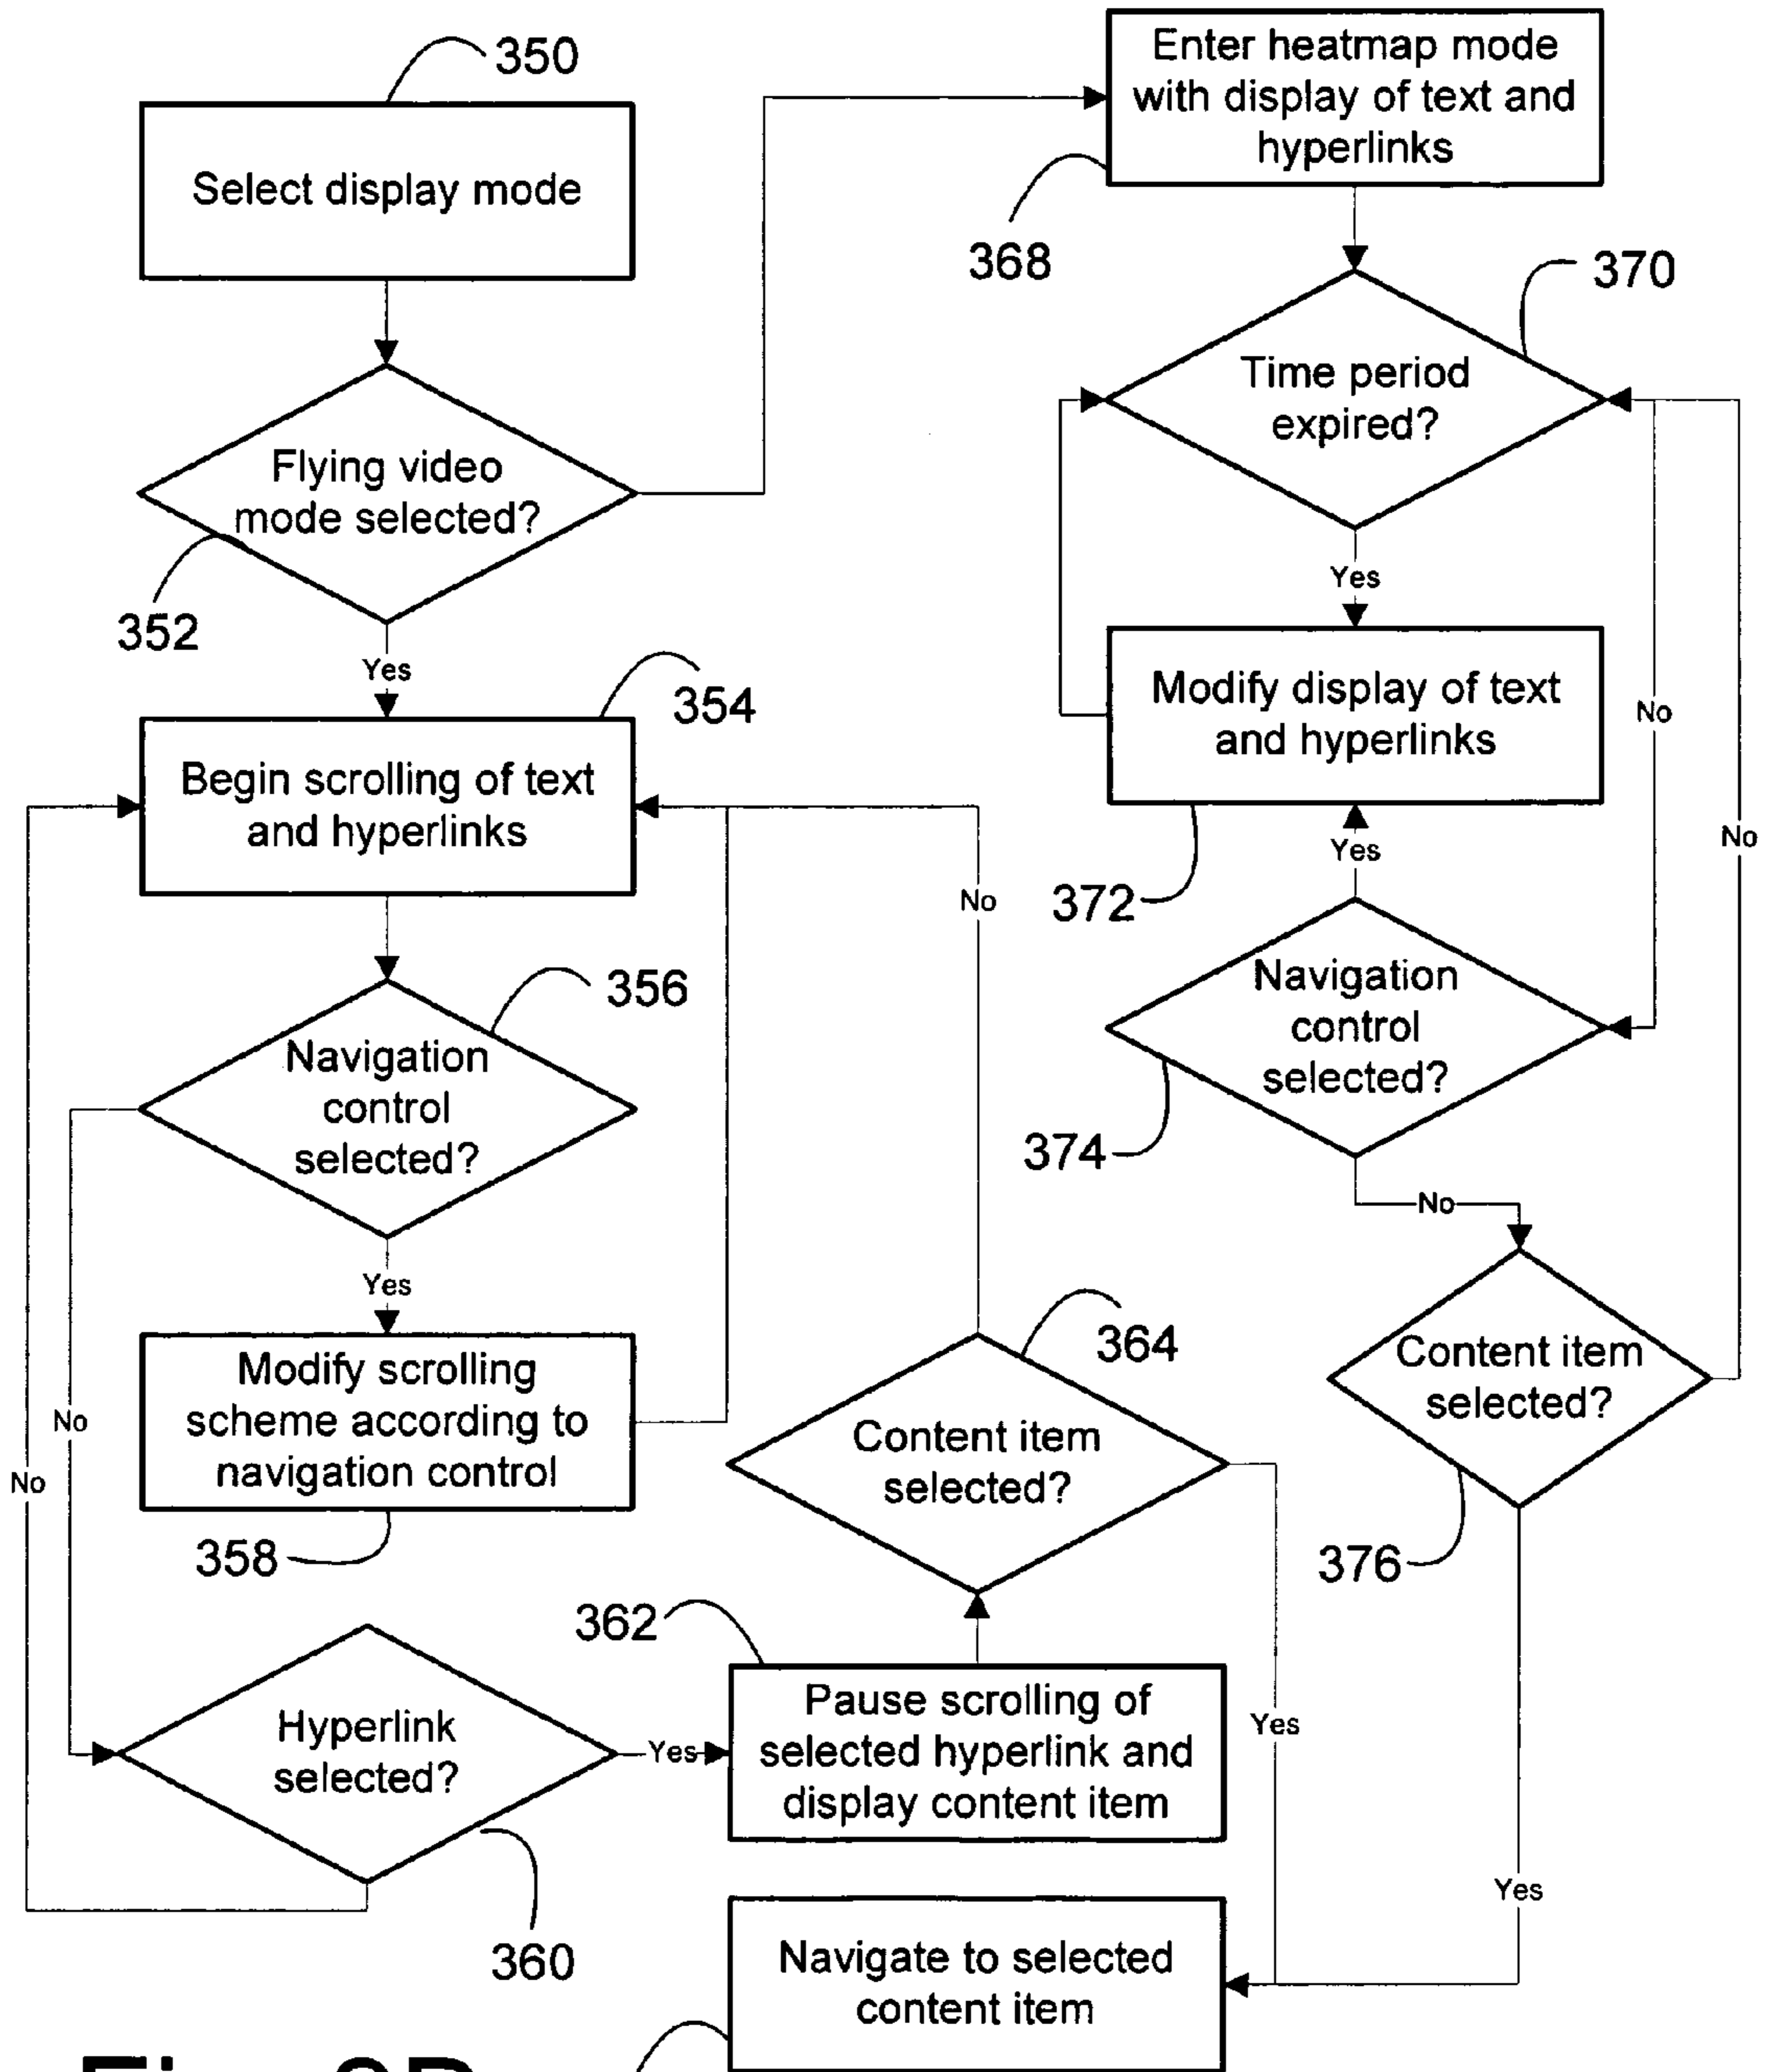 350
Select display mode
Flying video
mode selected?
352
Yes
354
Begin scrolling of text
and hyperlinks
356
Navigation
control
selected?
Yes
No
No
Modify scrolling
scheme according to
navigation control
358
Hyperlink
selected?
360
Yes
362
Pause scrolling of
selected hyperlink and
display content item
364
Content item
selected?
No
Yes
Navigate to selected
content item
Enter heatmap mode
with display of text and
hyperlinks
368
370
Time period
expired?
Yes
No
No
Modify display of text
and hyperlinks
372
Yes
Navigation
control
selected?
374
No
Content item
selected?
376
Yes